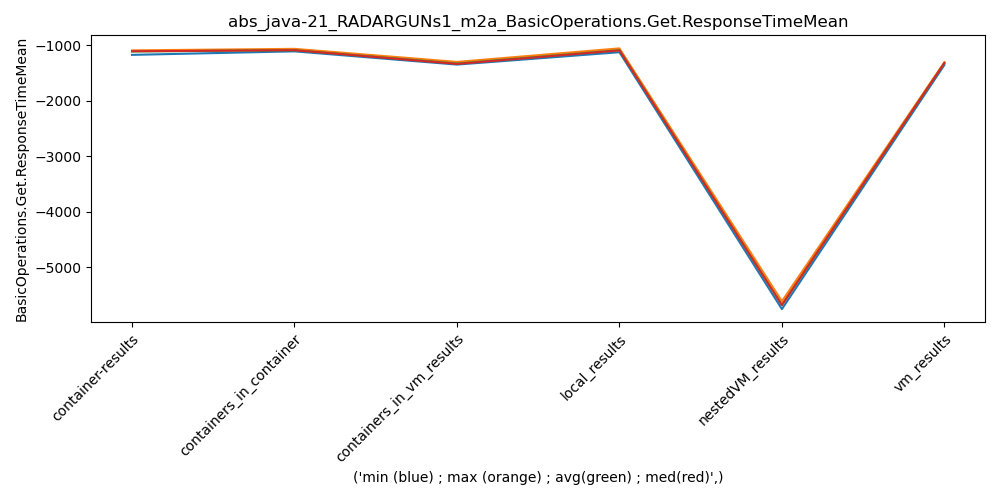 abs_java-21_RADARGUNs1_m2a_BasicOperations.Get.ResponseTimeMean
BasicOperations.Get.ResponseTimeMean
−1000
−2000
−3000
−4000
−5000
container-results
containers_in_container
containers_in_vm_results
local_results
nestedVM_results
vm_results
('min (blue) ; max (orange) ; avg(green) ; med(red)',)